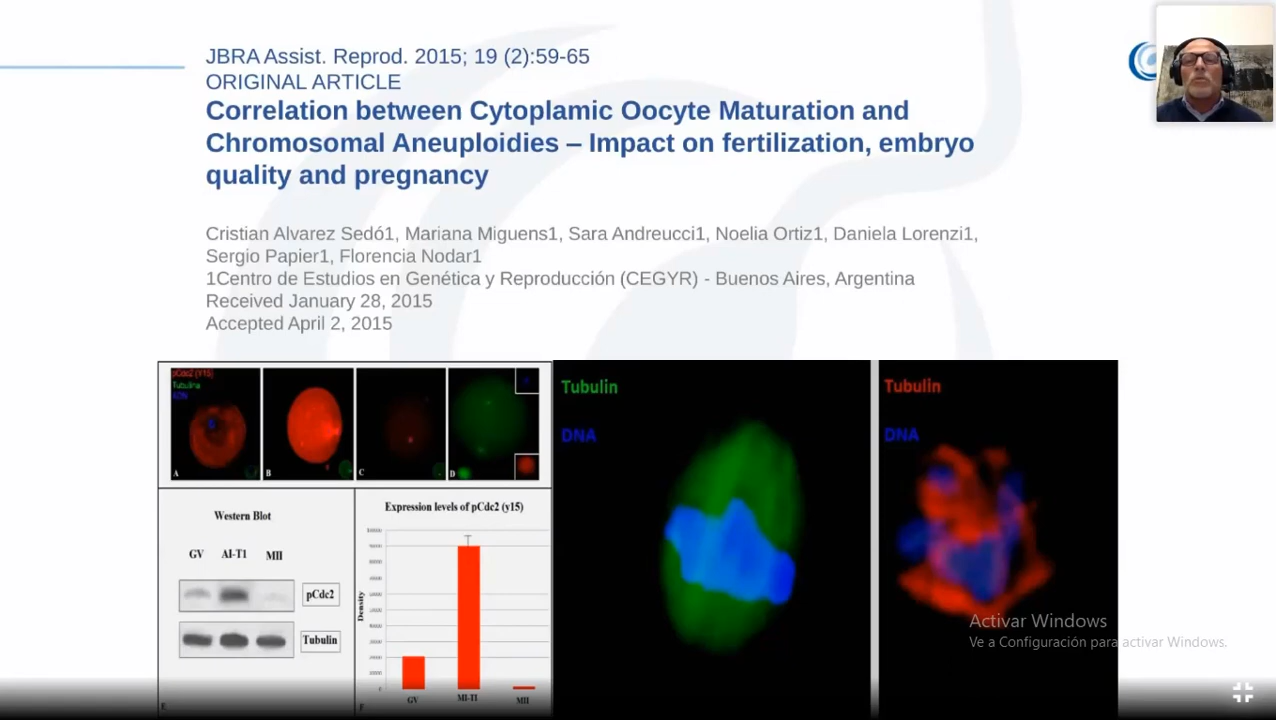 JBRA Assist. Reprod. 2015; 19 (2):59-65
ORIGINAL ARTICLE
Correlation between Cytoplamic Oocyte Maturation and
Chromosomal Aneuploidies – Impact on fertilization, embryo
quality and pregnancy
Cristian Alvarez Sedó1, Mariana Miguens1, Sara Andreucci1, Noelia Ortiz1, Daniela Lorenzi1,
Sergio Papier1, Florencia Nodar1
1Centro de Estudios en Genética y Reproducción (CEGYR) - Buenos Aires, Argentina
Received January 28, 2015
Accepted April 2, 2015
pCdc2 (Y15)
Tubulina
ADN
A
B
C
D
Tubulin
DNA
Tubulin
DNA
Western Blot
GV AI-T1 MII
pCdc2
Tubulin
E
Expression levels of pCdc2 (y15)
Density
GV MI-TI MII
F
Activar Windows
Ve a Configuración para activar Windows.